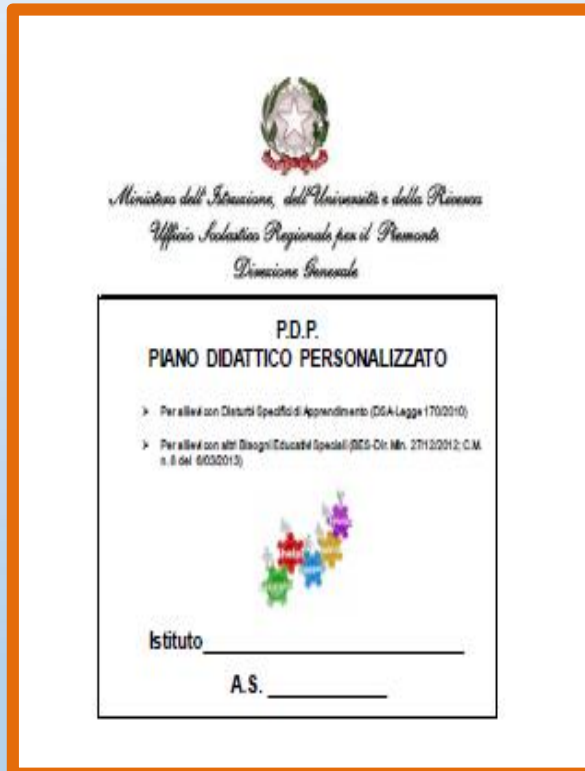 Ministero dell'Istruzione, dell'Università e della Ricerca
Ufficio Scolastico Regionale per il Piemonte
Direzione Generale
P.D.P.
PIANO DIDATTICO PERSONALIZZATO
➢ Per allievi con Disturbi Specifici di Apprendimento (DSA-Legge 170/2010)
➢ Per allievi con altri Bisogni Educativi Speciali (BES-Dir. Min. 27/12/2012; C.M.
n. 8 del 6/03/2013)
Istituto____________________________
A.S. _____________